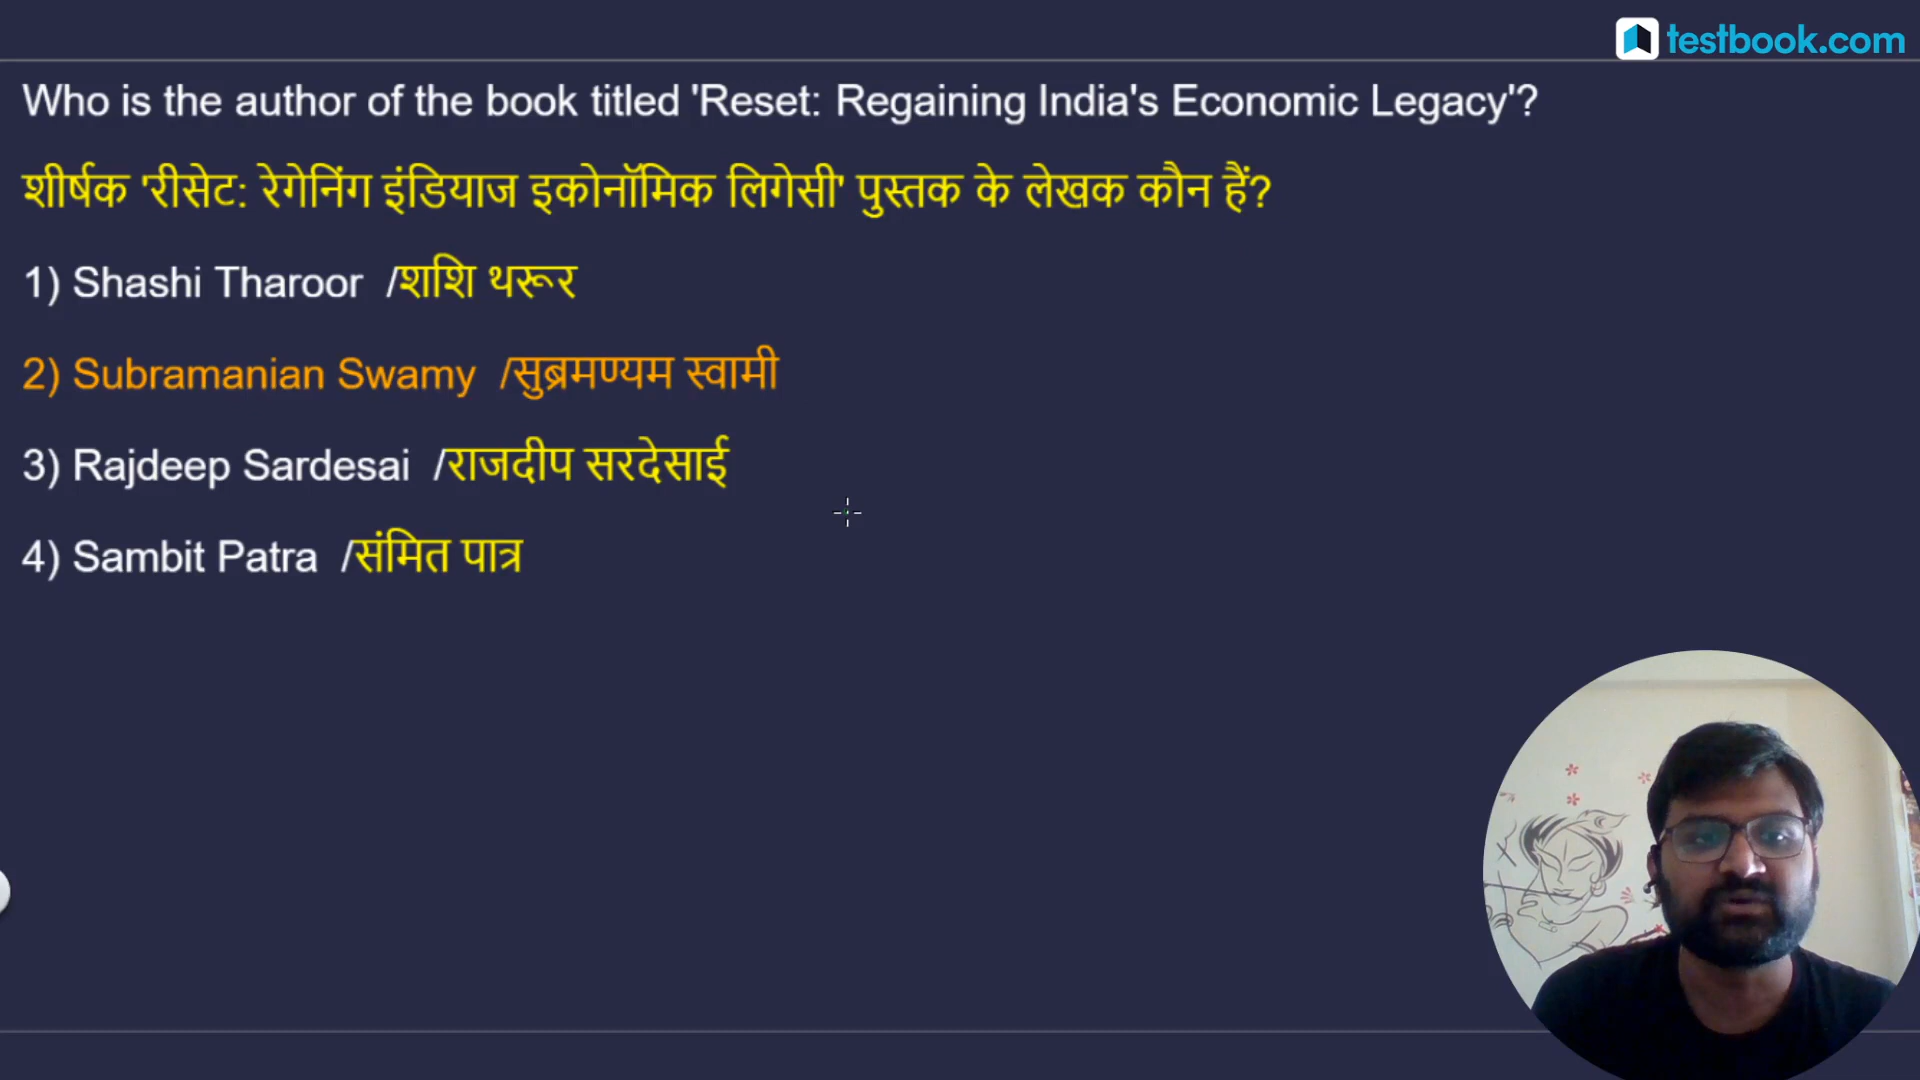 testbook.com
Who is the author of the book titled 'Reset: Regaining India's Economic Legacy'?
शीर्षक 'रीसेट: रेगेनिंग इंडियाज इकोनॉमिक लिगेसी' पुस्तक के लेखक कौन हैं?
1) Shashi Tharoor /शशि थरूर
2) Subramanian Swamy /सुब्रमण्यम स्वामी
3) Rajdeep Sardesai /राजदीप सरदेसाई
4) Sambit Patra /संमित पात्र